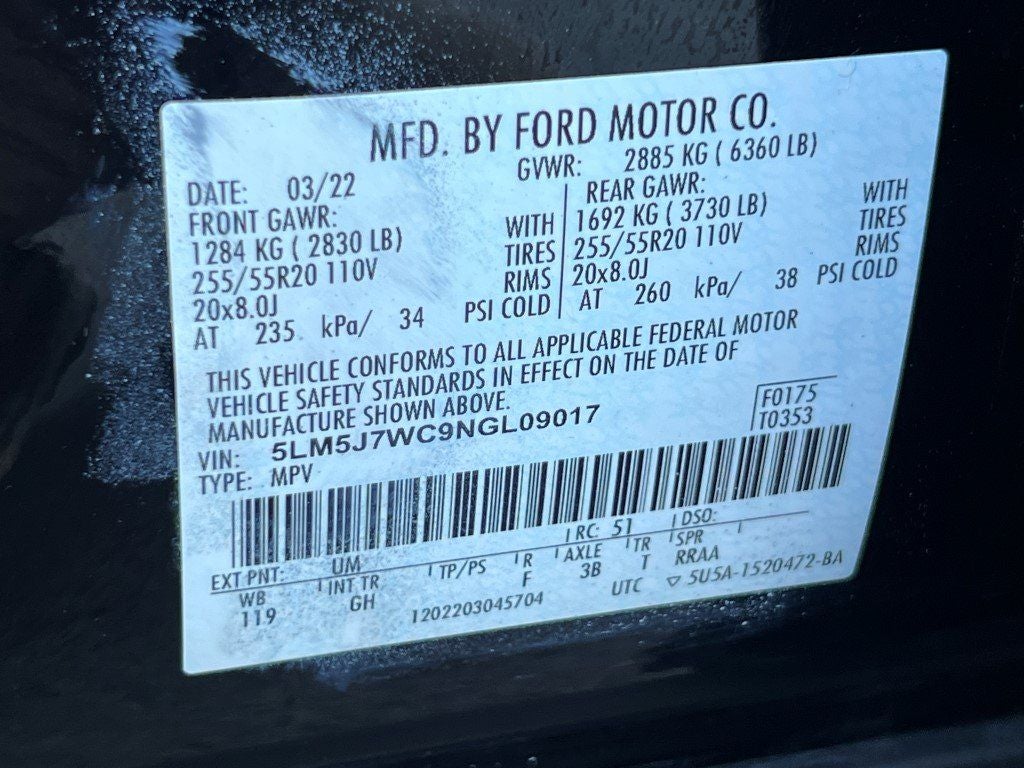 MFD. BY FORD MOTOR CO.
DATE: 03/22 GVWR: 2885 KG ( 6360 LB)
FRONT GAWR: REAR GAWR:
1284 KG ( 2830 LB) WITH 1692 KG ( 3730 LB) WITH
255/55R20 110V TIRES 255/55R20 110V TIRES
20x8.0J RIMS 20x8.0J RIMS
AT 235 kPa/ 34 PSI COLD AT 260 kPa/ 38 PSI COLD
THIS VEHICLE CONFORMS TO ALL APPLICABLE FEDERAL MOTOR
VEHICLE SAFETY STANDARDS IN EFFECT ON THE DATE OF
MANUFACTURE SHOWN ABOVE.
VIN: 5LM5J7WC9NGL09017 F0175
TYPE: MPV T0353
EXT PNT: UM RC: 51 DSO:
WB INT TR TP/PS R AXLE TR SPR
119 GH F 3B T RRAA
1202203045704 UTC ▽ 5U5A-1520472-BA